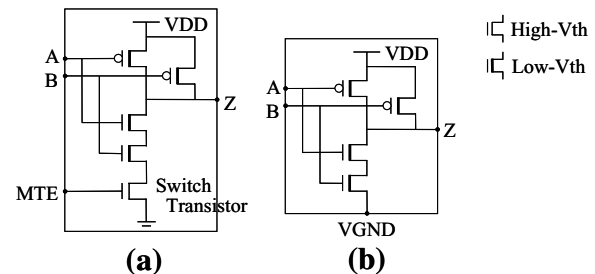 VDD
A
B
Z
MTE
Switch
Transistor
(a)
VDD
A
B
Z
VGND
(b)
High-Vth
Low-Vth